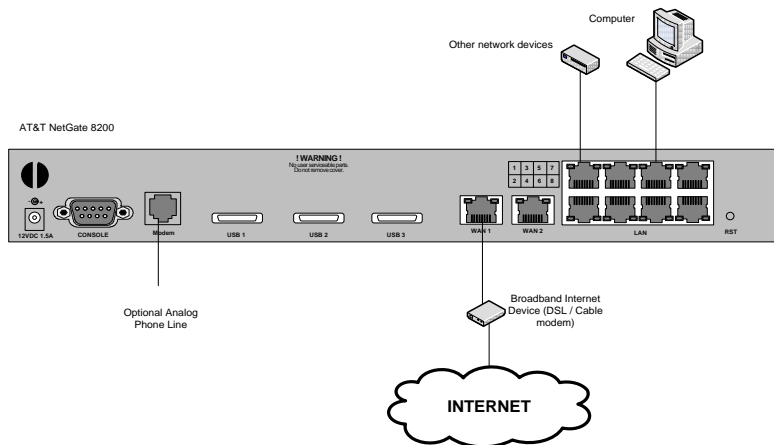 Computer
Other network devices
AT&T NetGate 8200
! WARNING !
No user serviceable parts.
Do not remove cover.
1 3 5 7
2 4 6 8
- +
12VDC 1.5A
CONSOLE
Modem
USB 1
USB 2
USB 3
WAN 1
WAN 2
LAN
RST
Optional Analog
Phone Line
Broadband Internet
Device (DSL / Cable
modem)
INTERNET